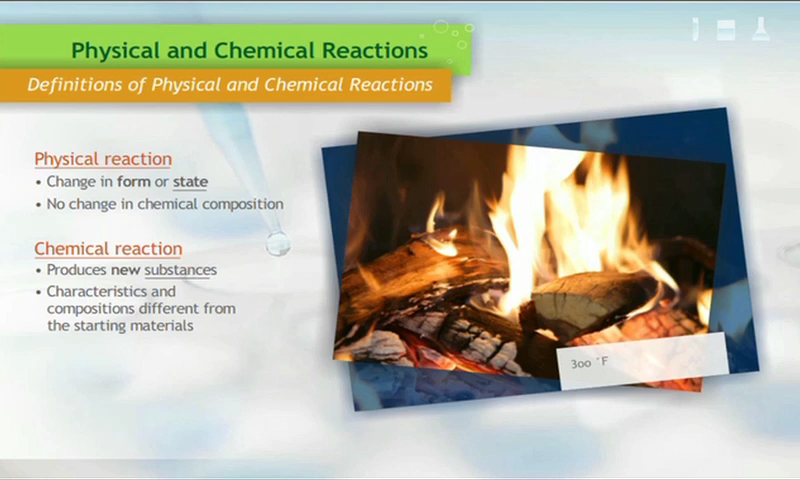 Physical and Chemical Reactions
Definitions of Physical and Chemical Reactions
Physical reaction
• Change in form or state
• No change in chemical composition
Chemical reaction
• Produces new substances
• Characteristics and
compositions different from
the starting materials
300 °F